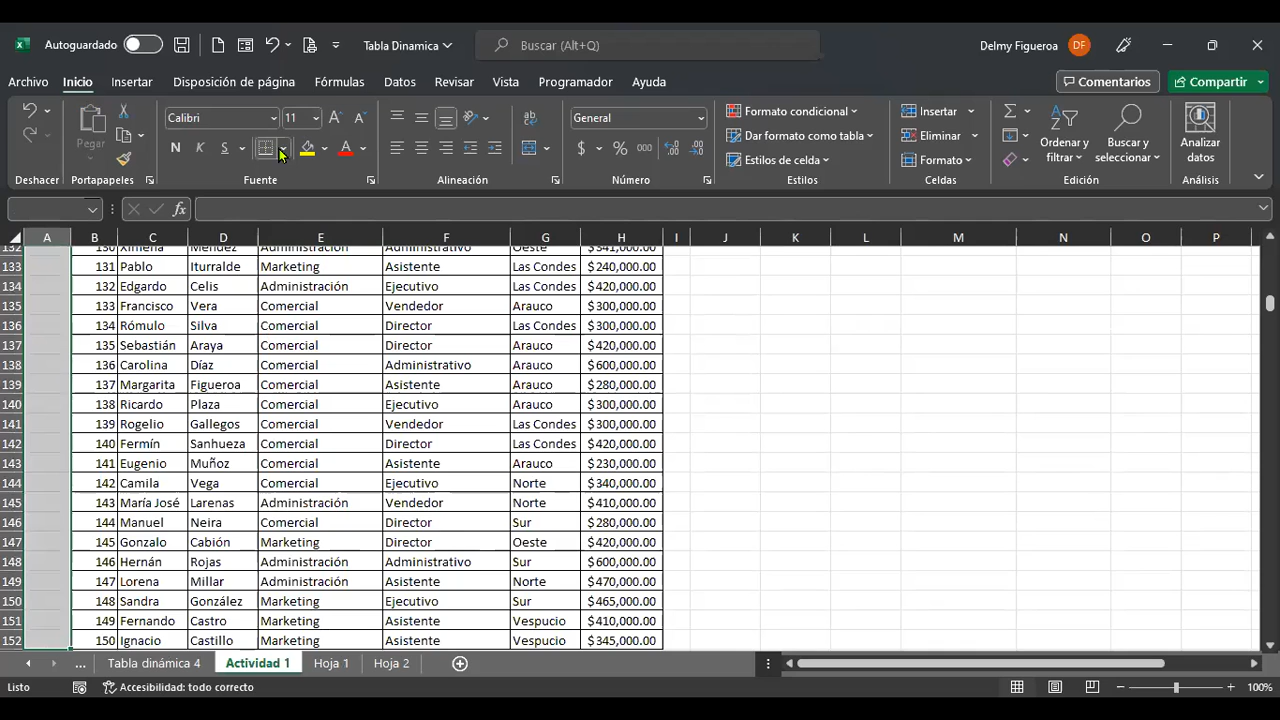 Autoguardado Tabla Dinamica Buscar (Alt+Q) Delmy Figueroa DF
Archivo Inicio Insertar Disposición de página Fórmulas Datos Revisar Vista Programador Ayuda Comentarios Compartir
Pegar Calibri 11 General Formato condicional Insertar Ordenar y filtrar Buscar y seleccionar Analizar datos
N K S A $ % 000 Dar formato como tabla Eliminar
Estilos de celda Formato
Deshacer Portapapeles Fuente Alineación Número Estilos Celdas Edición Análisis
fx
A B C D E F G H I J K L M N O P
132 130 Ximena Méndez Administración Administrativo Oeste $341,000.00
133 131 Pablo Iturralde Marketing Asistente Las Condes $240,000.00
134 132 Edgardo Celis Administración Ejecutivo Las Condes $420,000.00
135 133 Francisco Vera Comercial Vendedor Arauco $300,000.00
136 134 Rómulo Silva Comercial Director Las Condes $300,000.00
137 135 Sebastián Araya Comercial Director Arauco $420,000.00
138 136 Carolina Díaz Comercial Administrativo Arauco $600,000.00
139 137 Margarita Figueroa Comercial Asistente Arauco $280,000.00
140 138 Ricardo Plaza Comercial Ejecutivo Arauco $300,000.00
141 139 Rogelio Gallegos Comercial Vendedor Las Condes $300,000.00
142 140 Fermín Sanhueza Comercial Director Las Condes $420,000.00
143 141 Eugenio Muñoz Comercial Asistente Arauco $230,000.00
144 142 Camila Vega Comercial Ejecutivo Norte $340,000.00
145 143 María José Larenas Administración Vendedor Norte $410,000.00
146 144 Manuel Neira Comercial Director Sur $280,000.00
147 145 Gonzalo Cabión Marketing Director Oeste $420,000.00
148 146 Hernán Rojas Administración Administrativo Sur $600,000.00
149 147 Lorena Millar Administración Asistente Norte $470,000.00
150 148 Sandra González Marketing Ejecutivo Sur $465,000.00
151 149 Fernando Castro Marketing Asistente Vespucio $410,000.00
152 150 Ignacio Castillo Marketing Asistente Vespucio $345,000.00
... Tabla dinámica 4 Actividad 1 Hoja 1 Hoja 2
Listo Accesibilidad: todo correcto 100%